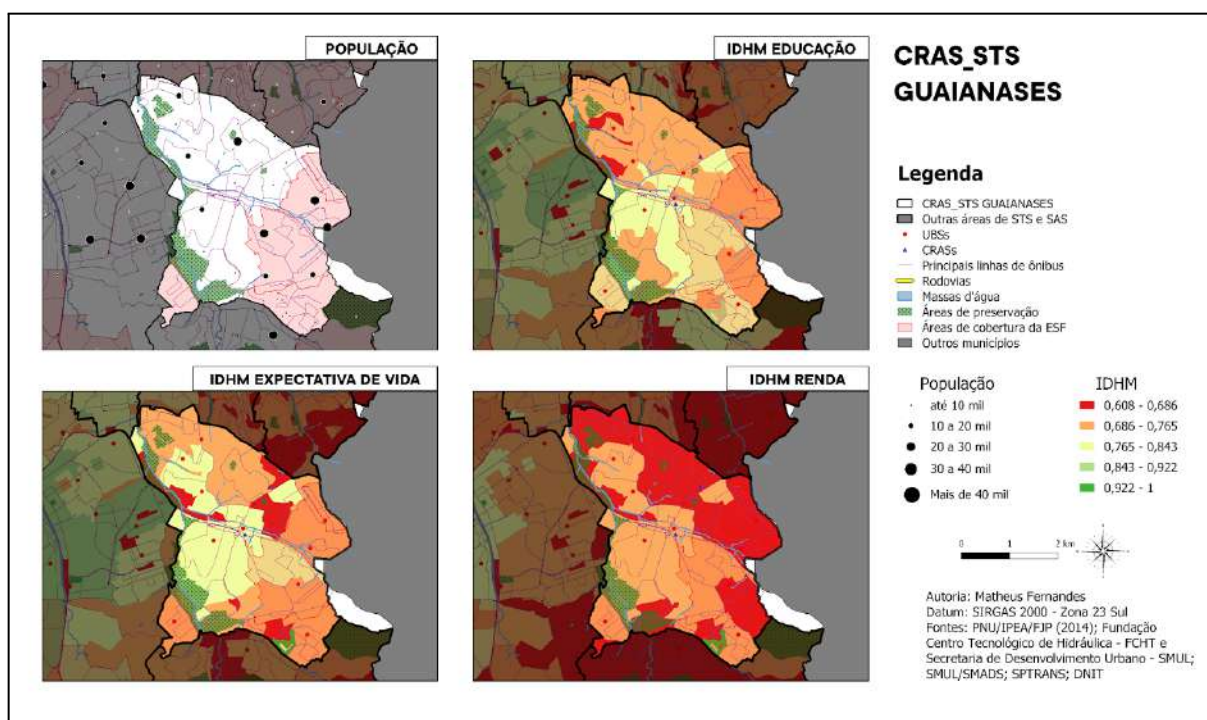 POPULAÇÃO
IDHM EDUCAÇÃO
IDHM EXPECTATIVA DE VIDA
IDHM RENDA
CRAS_STS
GUAIANASES
Legenda
CRAS_STS GUAIANASES
Outras áreas de STS e SAS
UBSs
CRASs
Principais linhas de ônibus
Rodovias
Massas d'água
Áreas de preservação
Áreas de cobertura da ESF
Outros municípios
População
até 10 mil
10 a 20 mil
20 a 30 mil
30 a 40 mil
Mais de 40 mil
IDHM
0,608 - 0,686
0,686 - 0,765
0,765 - 0,843
0,843 - 0,922
0,922 - 1
0 1 2 km
Autoria: Matheus Fernandes
Datum: SIRGAS 2000 - Zona 23 Sul
Fontes: PNU/IPEA/FJP (2014); Fundação
Centro Tecnológico de Hidráulica - FCHT e
Secretaria de Desenvolvimento Urbano - SMUL;
SMUL/SMADS; SPTRANS; DNIT